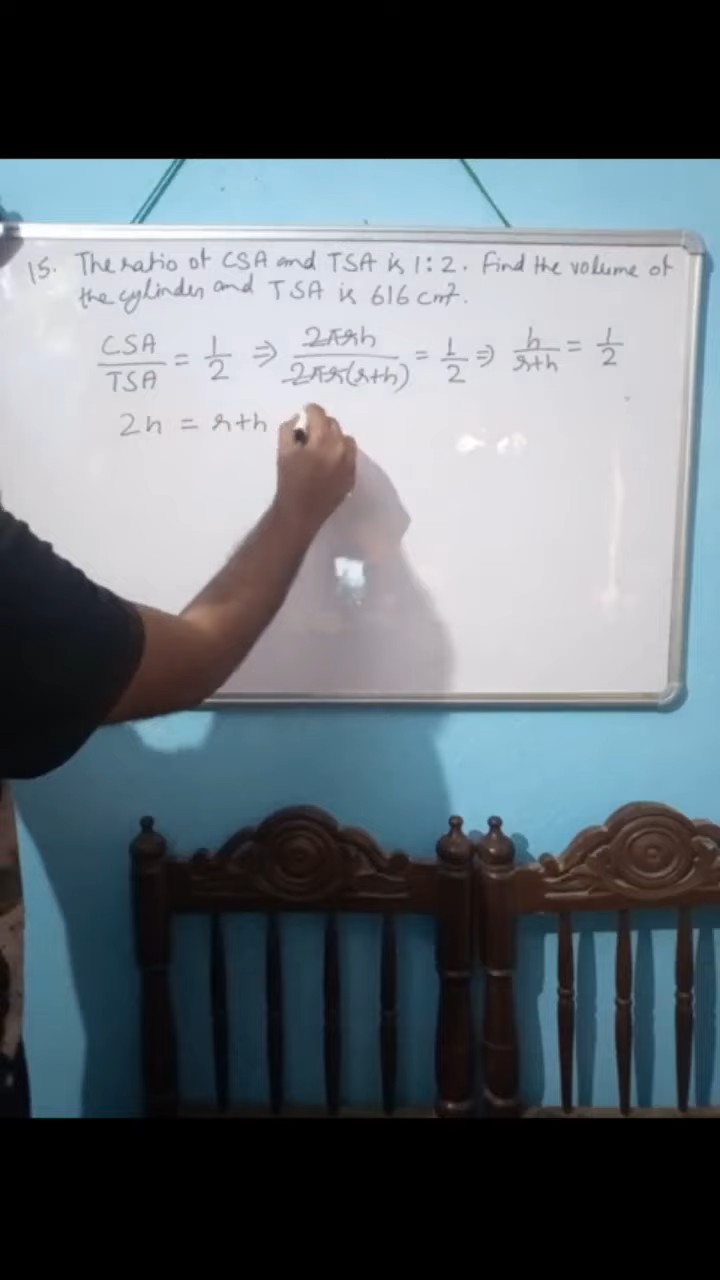 15. The ratio of CSA and TSA is 1:2. Find the volume of
the cylinder and TSA is 616 cm².
CSA/TSA = 1/2 ⇒ 2πrh/2πr(r+h) = 1/2 ⇒ h/r+h = 1/2
2h = r+h